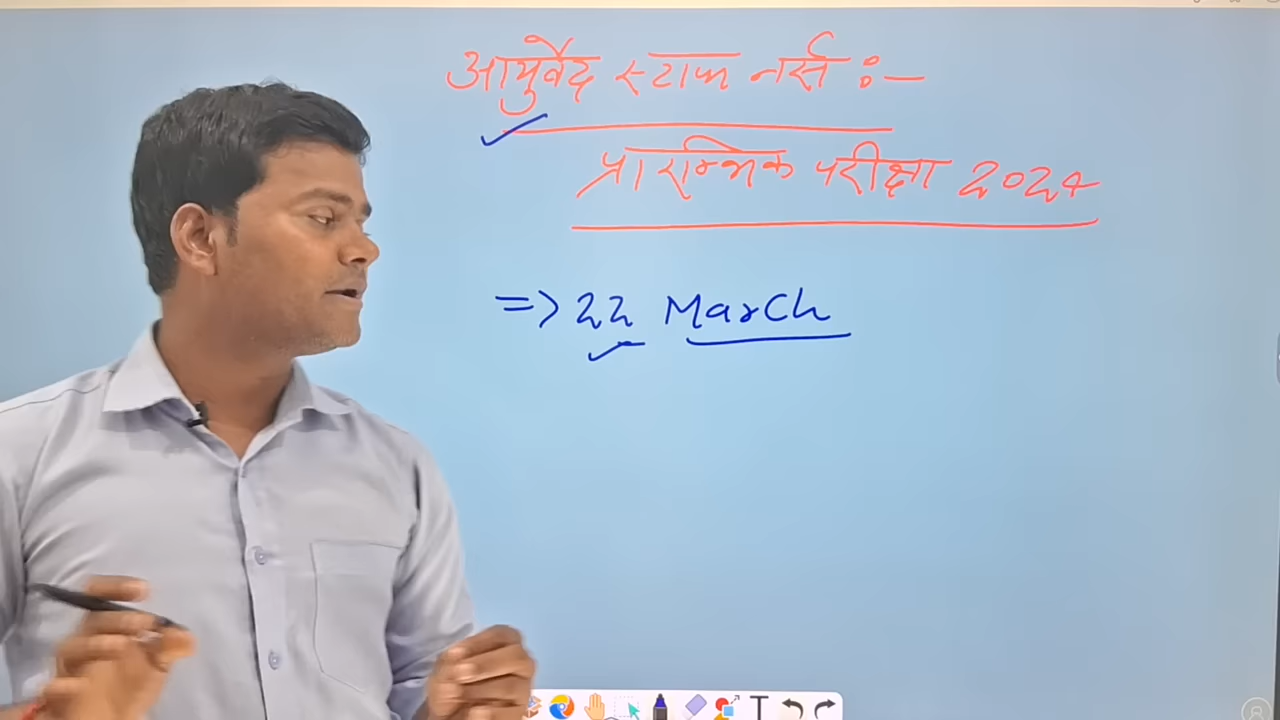 आयुर्वेद स्टाफ नर्स :-
प्रारम्भिक परीक्षा 2024
=> 22 March